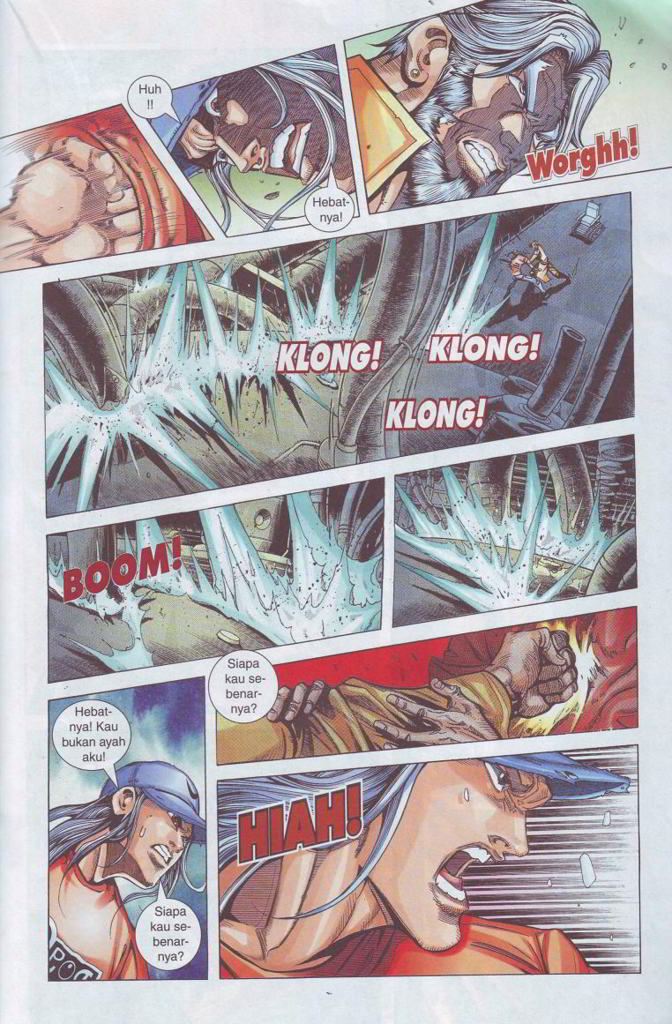 Huh
!!
Hebat-
nya!
Worghh!
KLONG!
KLONG!
KLONG!
BOOM!
Siapa
kau se-
benar-
nya?
Hebat-
nya! Kau
bukan ayah
aku!
Siapa
kau se-
benar-
nya?
HIAH!